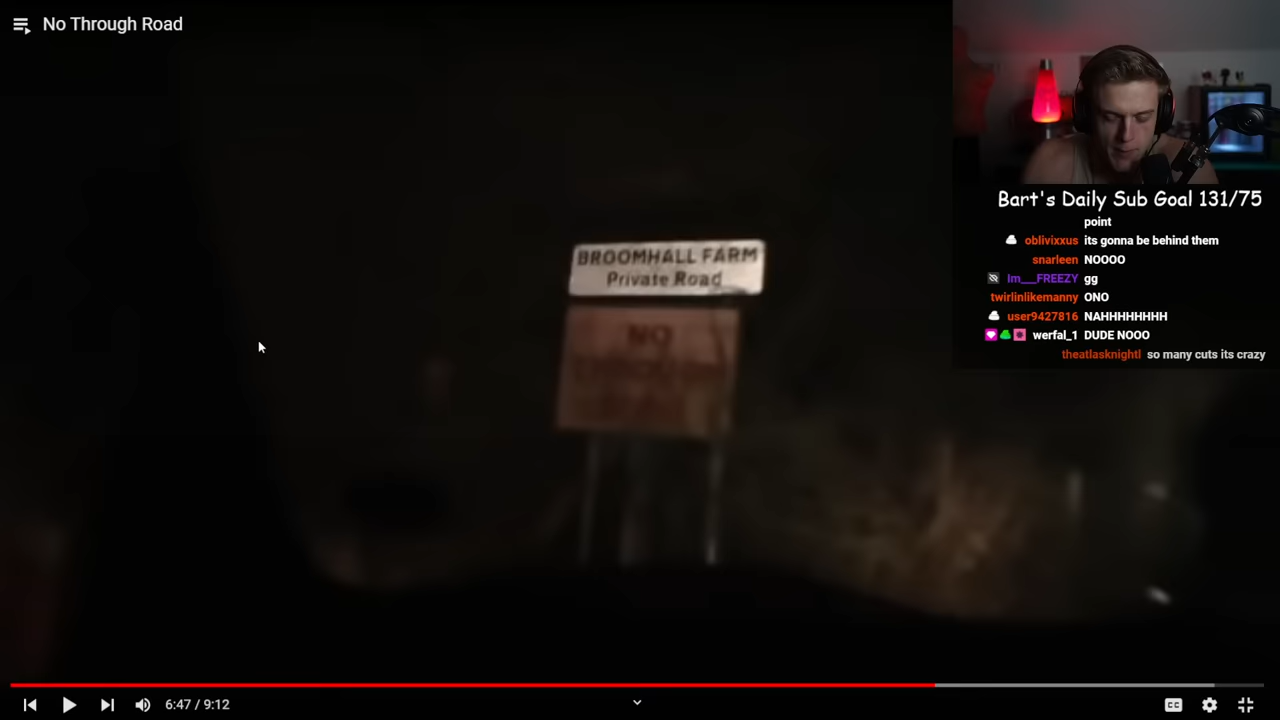 No Through Road
BROOMHALL FARM
Private Road
NO
Bart's Daily Sub Goal 131/75
point
oblivixxus its gonna be behind them
snarleen NOOOO
Im___FREEZY gg
twirlinlikemanny ONO
user9427816 NAHHHHHHHH
werfal_1 DUDE NOOO
theatlasknightl so many cuts its crazy
6:47 / 9:12
CC